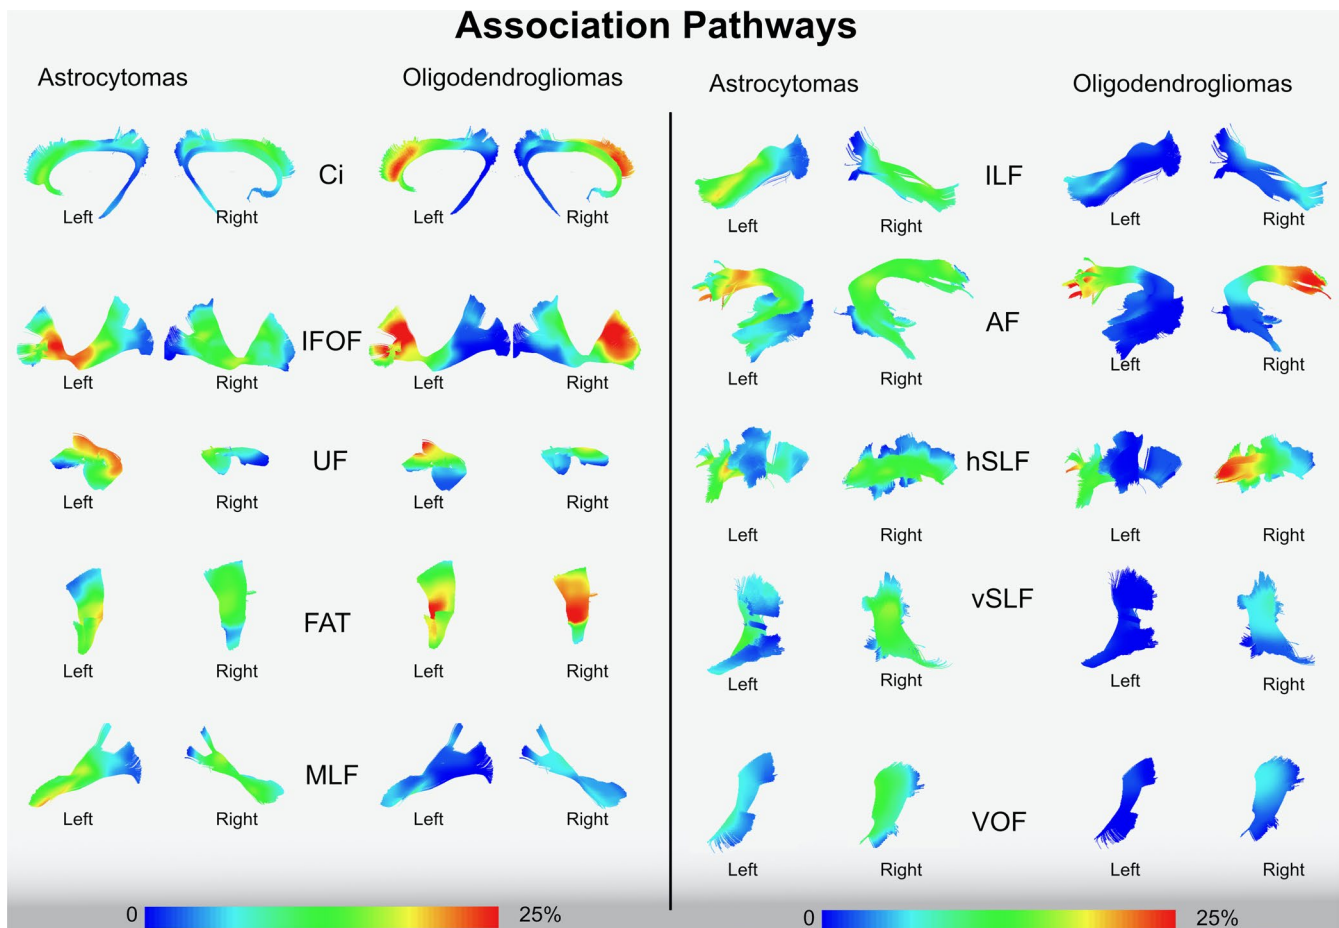 Association Pathways
Astrocytomas
Oligodendrogliomas
Ci
Left
Right
Left
Right
IFOF
Left
Right
Left
Right
UF
Left
Right
Left
Right
FAT
Left
Right
Left
Right
MLF
Left
Right
Left
Right
0
25%
Astrocytomas
Oligodendrogliomas
ILF
Left
Right
Left
Right
AF
Left
Right
Left
Right
hSLF
Left
Right
Left
Right
vSLF
Left
Right
Left
Right
VOF
Left
Right
Left
Right
0
25%